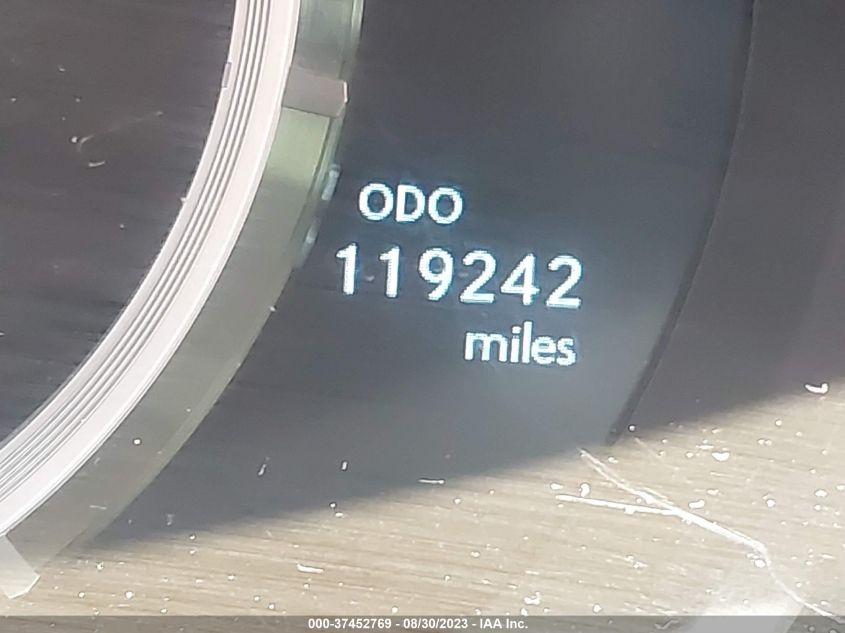 ODO
119242
miles
000-37452769 - 08/30/2023 - IAA Inc.